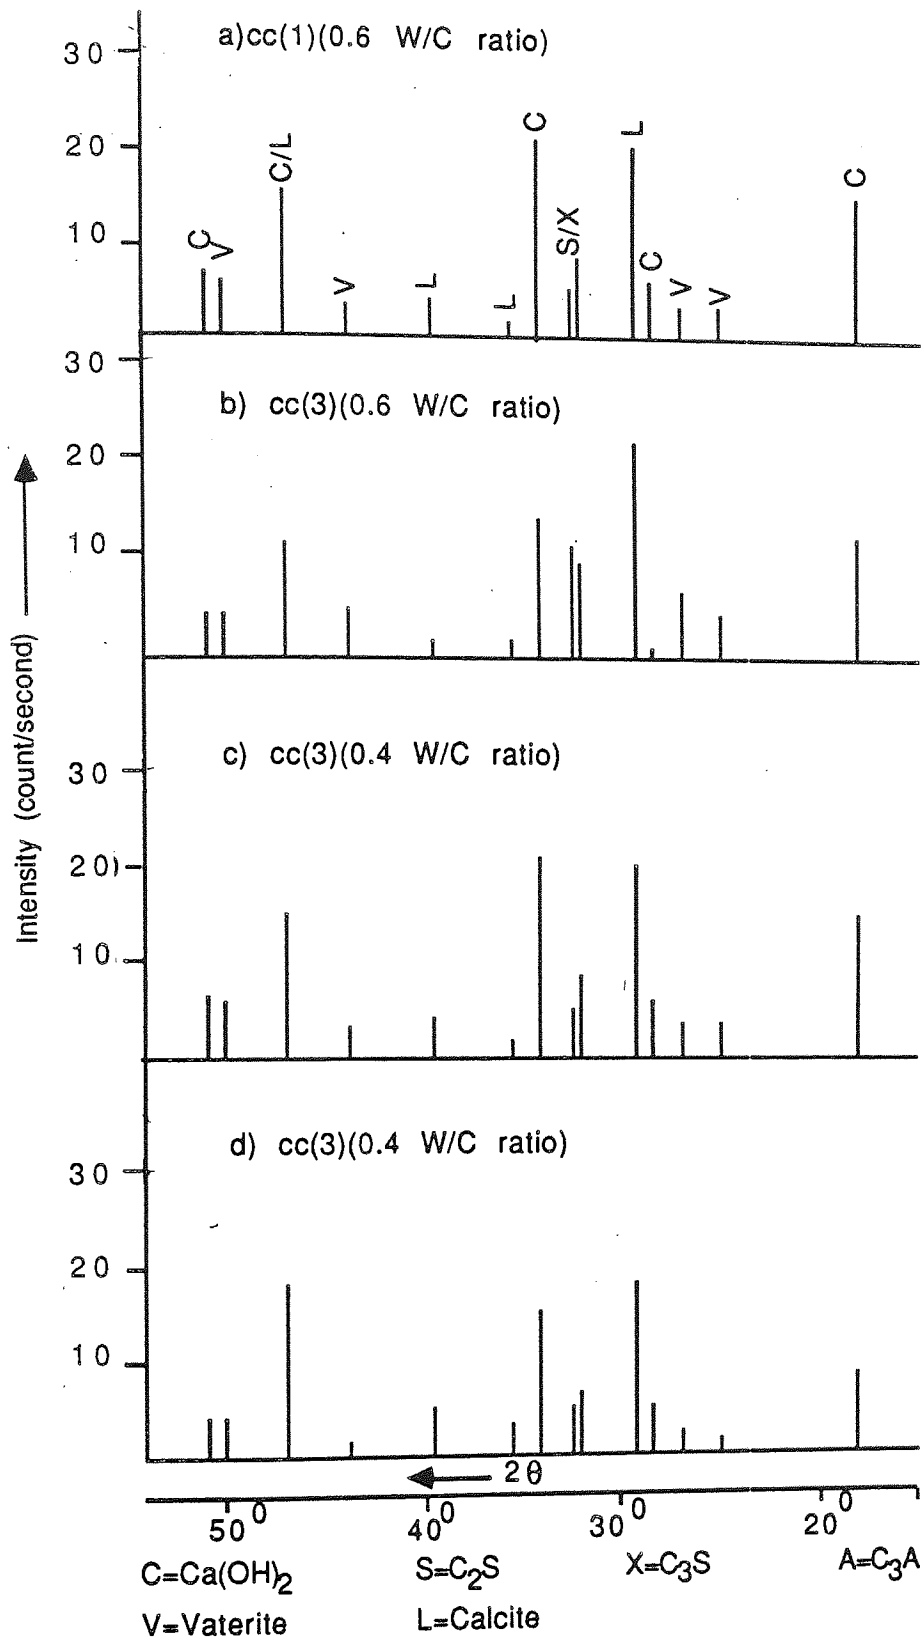 a)cc(1)(0.6 W/C ratio)
30
20
10
C
V
C/L
V
L
L
C
S/X
L
C
V
V
C
b) cc(3)(0.6 W/C ratio)
30
20
10
c) cc(3)(0.4 W/C ratio)
30
20
10
d) cc(3)(0.4 W/C ratio)
30
20
10
Intensity (count/second)
2θ
50⁰ 40⁰ 30⁰ 20⁰
C=Ca(OH)₂ S=C₂S X=C₃S A=C₃A
V=Vaterite L=Calcite